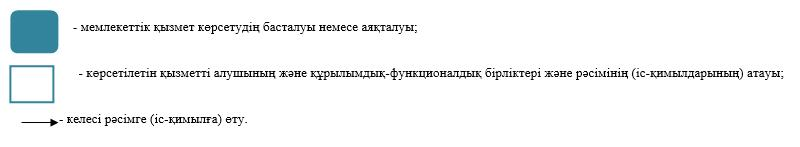 - мемлекеттік қызмет көрсетудің басталуы немесе аяқталуы;
- көрсетілетін қызметті алушының және құрылымдық-функционалдық бірліктері және рәсімінің (іс-қимылдарының) атауы;
- келесі рәсімге (іс-қимылға) өту.